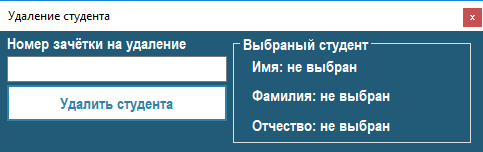 Удаление студента
x
Номер зачётки на удаление
Удалить студента
Выбраный студент
Имя: не выбран
Фамилия: не выбран
Отчество: не выбран